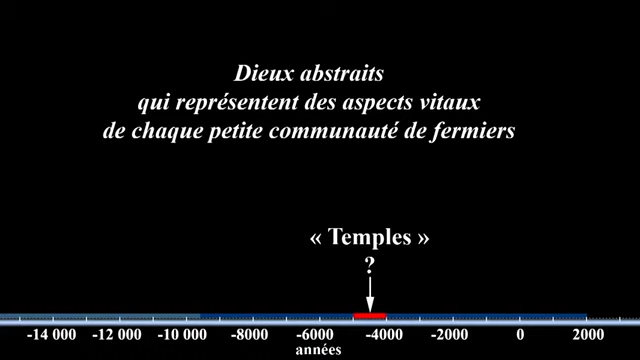 Dieux abstraits
qui représentent des aspects vitaux
de chaque petite communauté de fermiers
« Temples »
?
-14 000 -12 000 -10 000 -8000 -6000 -4000 -2000 0 2000
années